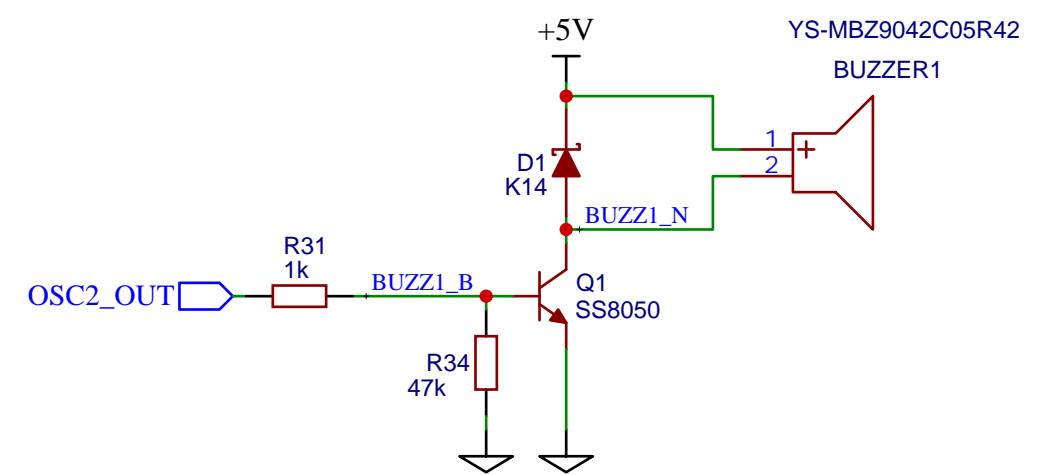 +5V
YS-MBZ9042C05R42
BUZZER1
1
+
2
D1
K14
BUZZ1_N
R31
1k
OSC2_OUT
BUZZ1_B
Q1
SS8050
R34
47k